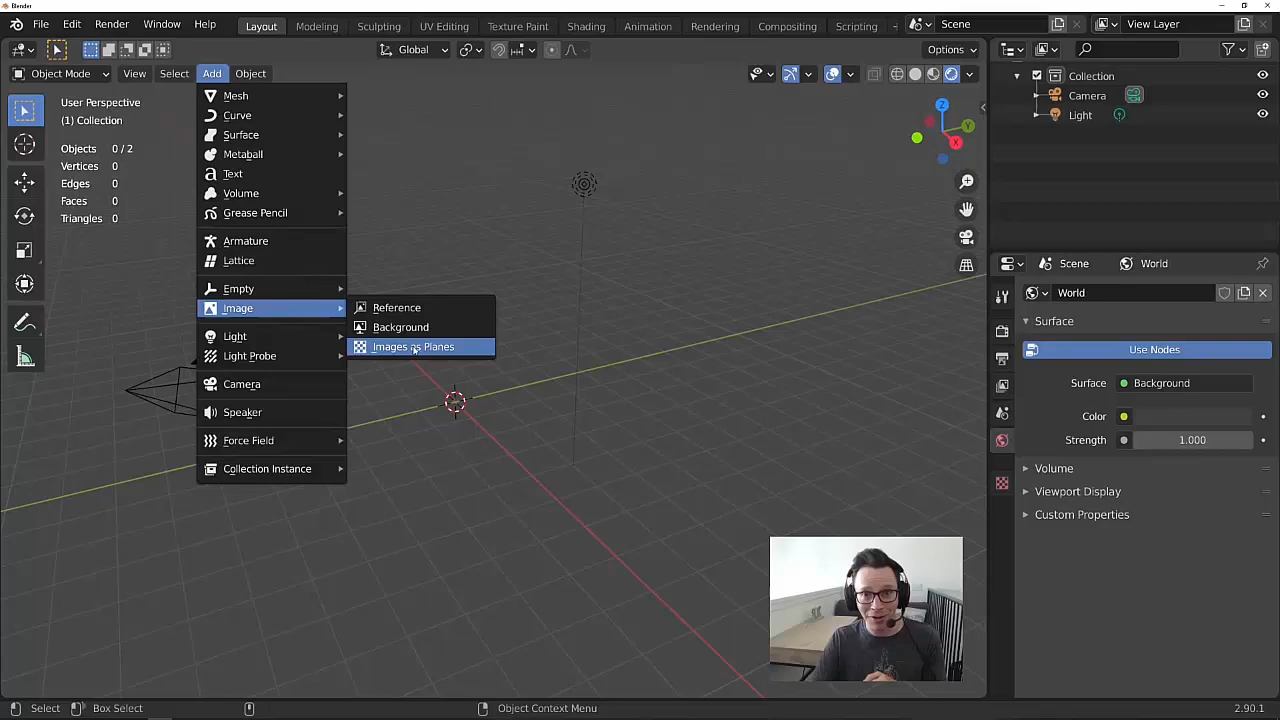 Blender
File Edit Render Window Help
Layout Modeling Sculpting UV Editing Texture Paint Shading Animation Rendering Compositing Scripting
Scene
View Layer
Global
Options
Object Mode View Select Add Object
User Perspective
(1) Collection
Objects 0 / 2
Vertices 0
Edges 0
Faces 0
Triangles 0
Mesh
Curve
Surface
Metaball
Text
Volume
Grease Pencil
Armature
Lattice
Empty
Image
Light
Light Probe
Camera
Speaker
Force Field
Collection Instance
Reference
Background
Images as Planes
Z
Y
X
Collection
Camera
Light
Scene World
World
Surface
Use Nodes
Surface Background
Color
Strength 1.000
Volume
Viewport Display
Custom Properties
Select Box Select Object Context Menu 2.90.1